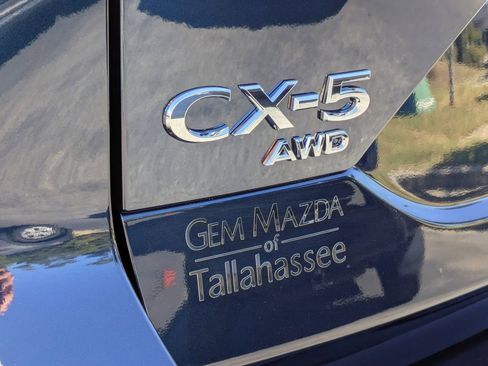 CX-5
AWD
GEM MAZDA
of
Tallahassee